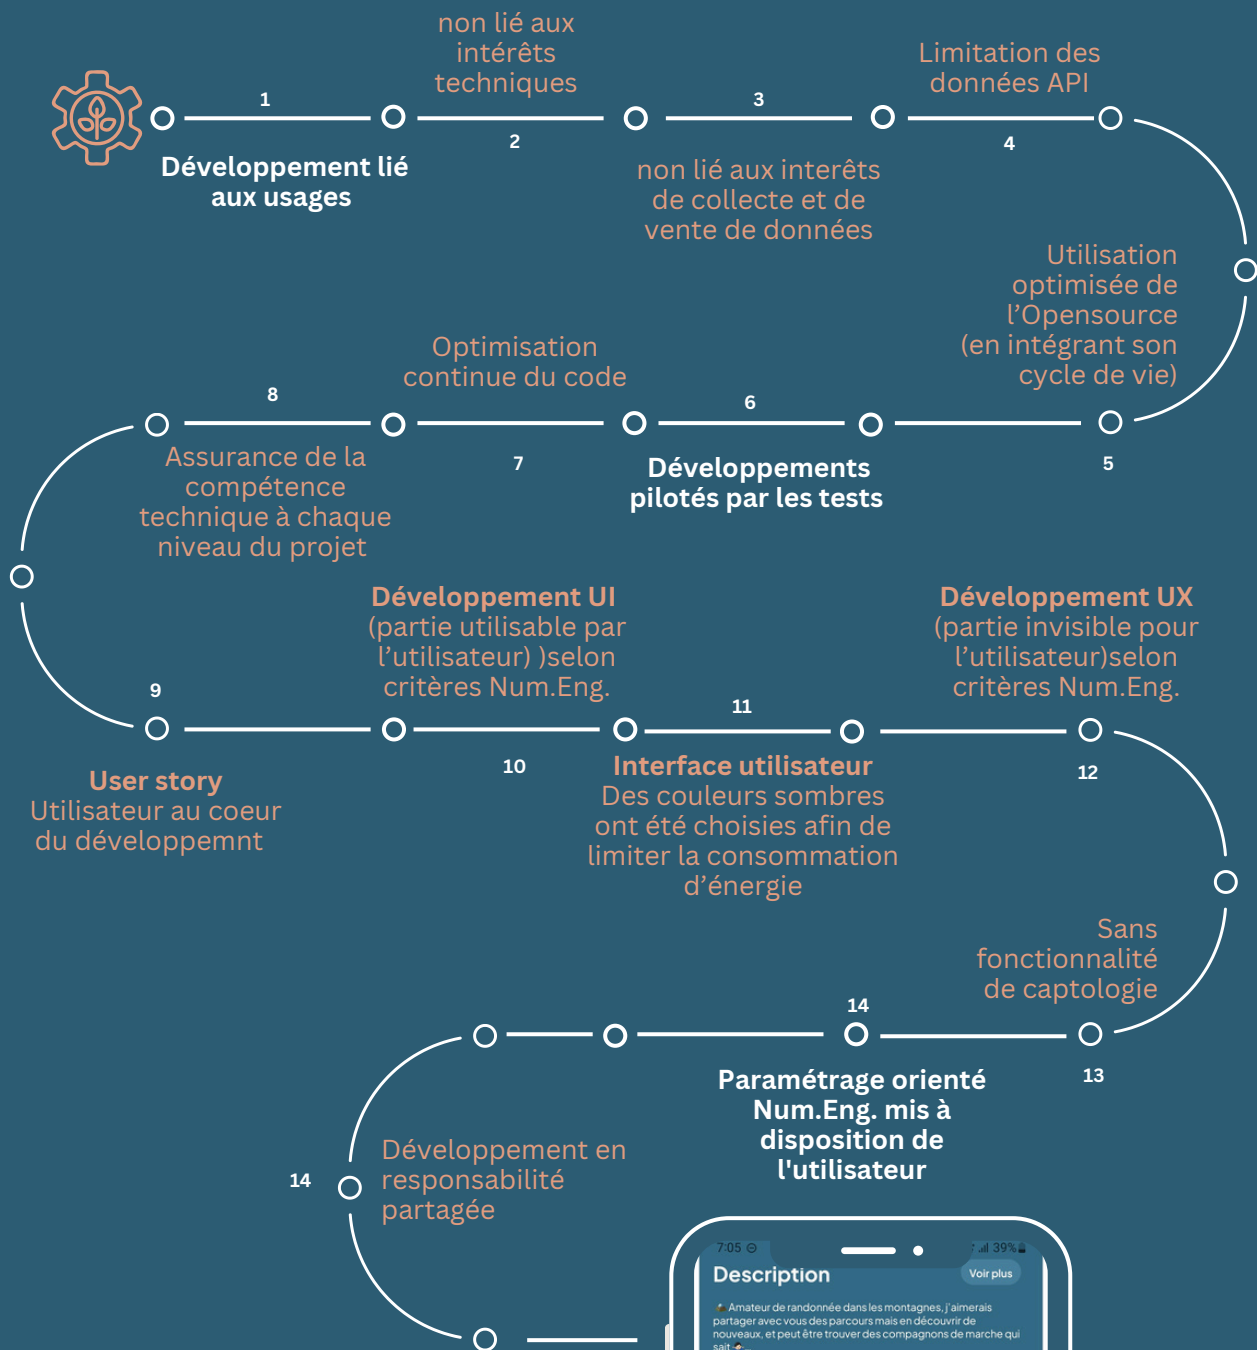 1
Développement lié
aux usages
non lié aux
intérêts
techniques
2
3
non lié aux interêts
de collecte et de
vente de données
Limitation des
données API
4
Utilisation
optimisée de
l’Opensource
(en intégrant son
cycle de vie)
5
6
Développements
pilotés par les tests
Optimisation
continue du code
7
8
Assurance de la
compétence
technique à chaque
niveau du projet
9
User story
Utilisateur au coeur
du développemnt
Développement UI
(partie utilisable par
l’utilisateur) )selon
critères Num.Eng.
10
11
Interface utilisateur
Des couleurs sombres
ont été choisies afin de
limiter la consommation
d’énergie
Développement UX
(partie invisible pour
l’utilisateur)selon
critères Num.Eng.
12
Sans
fonctionnalité
de captologie
13
14
Paramétrage orienté
Num.Eng. mis à
disposition de
l'utilisateur
14
Développement en
responsabilité
partagée
7:05
39%
Description
Voir plus
Amateur de randonnée dans les montagnes, j'aimerais
partager avec vous des parcours mais en découvrir de
nouveaux, et peut être trouver des compagnons de marche qui
sait